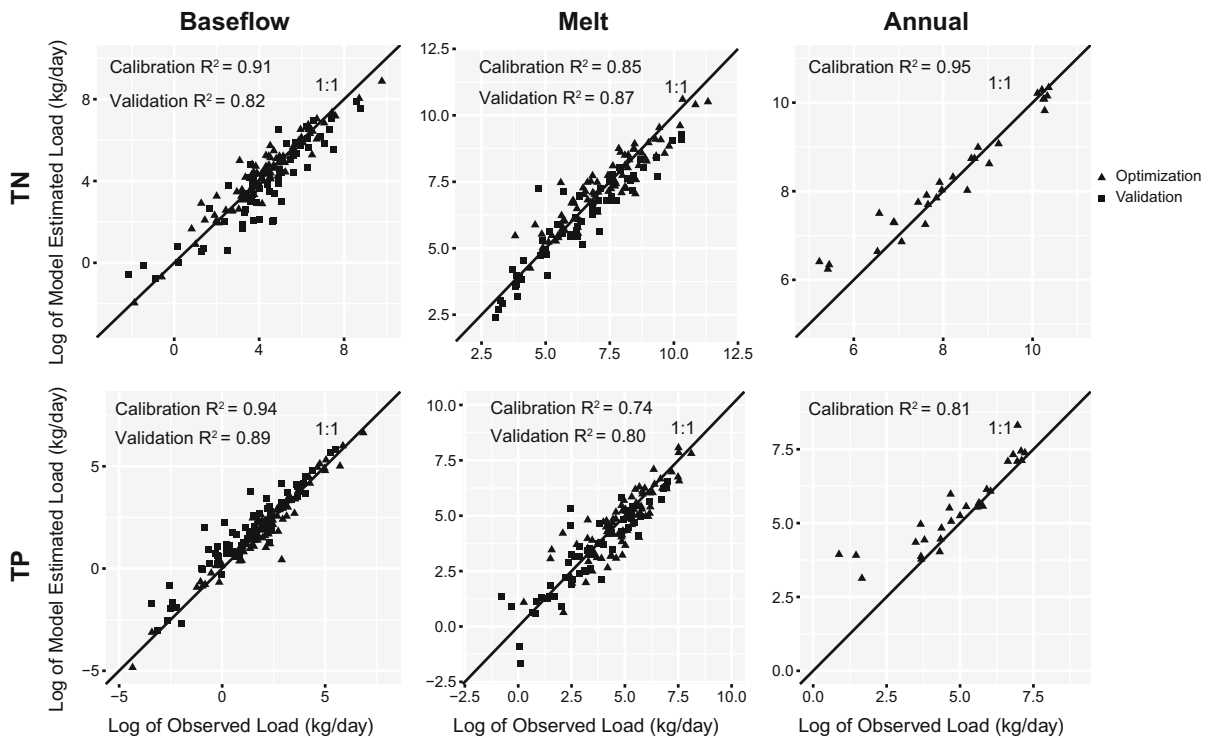 Baseflow
Melt
Annual
TN
Log of Model Estimated Load (kg/day)
Calibration R² = 0.91
Validation R² = 0.82
1:1
8
4
0
0
4
8
12.5
10.0
7.5
5.0
2.5
Calibration R² = 0.85
Validation R² = 0.87
1:1
2.5
5.0
7.5
10.0
12.5
10
8
6
Calibration R² = 0.95
1:1
6
8
10
Optimization
Validation
TP
Log of Model Estimated Load (kg/day)
Calibration R² = 0.94
Validation R² = 0.89
1:1
5
0
−5
−5
0
5
Log of Observed Load (kg/day)
10.0
7.5
5.0
2.5
0.0
−2.5
Calibration R² = 0.74
Validation R² = 0.80
1:1
−2.5
0.0
2.5
5.0
7.5
10.0
Log of Observed Load (kg/day)
7.5
5.0
2.5
0.0
Calibration R² = 0.81
1:1
0.0
2.5
5.0
7.5
Log of Observed Load (kg/day)